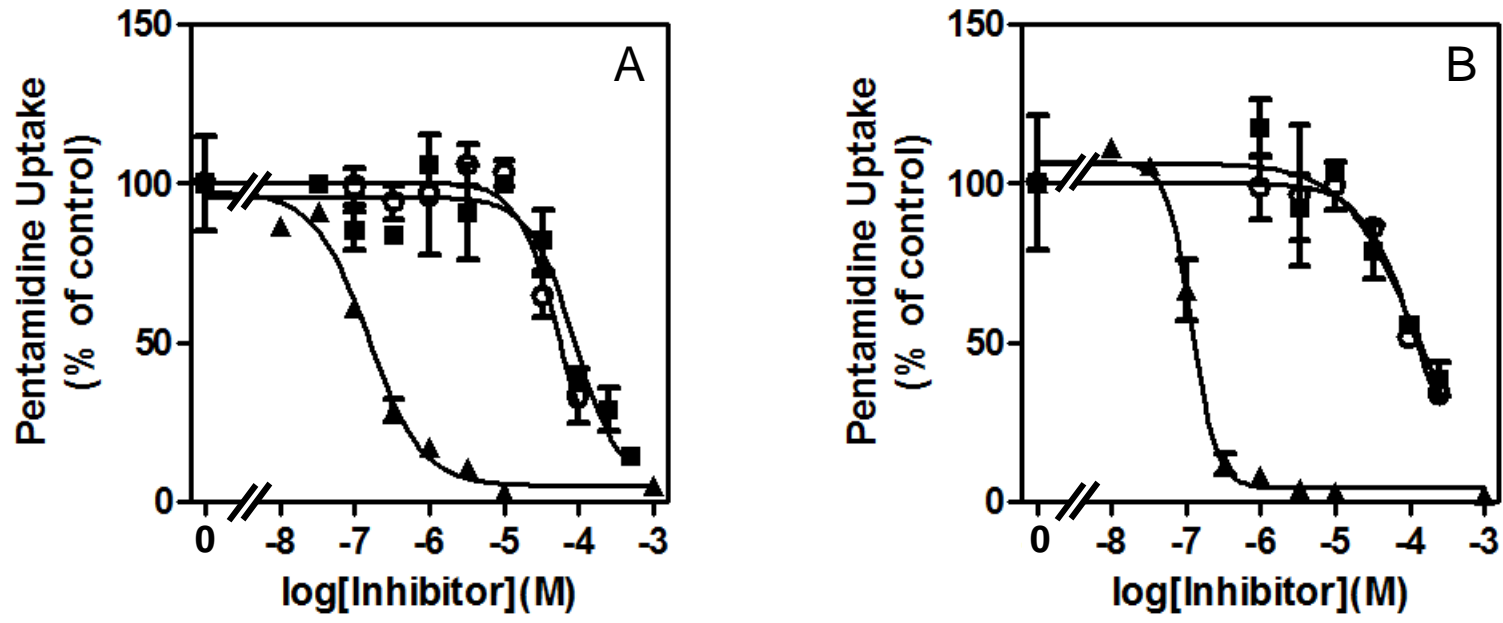 150
A
100
50
0
Pentamidine Uptake
(% of control)
0 -8 -7 -6 -5 -4 -3
log[Inhibitor](M)
150
B
100
50
0
Pentamidine Uptake
(% of control)
0 -8 -7 -6 -5 -4 -3
log[Inhibitor](M)